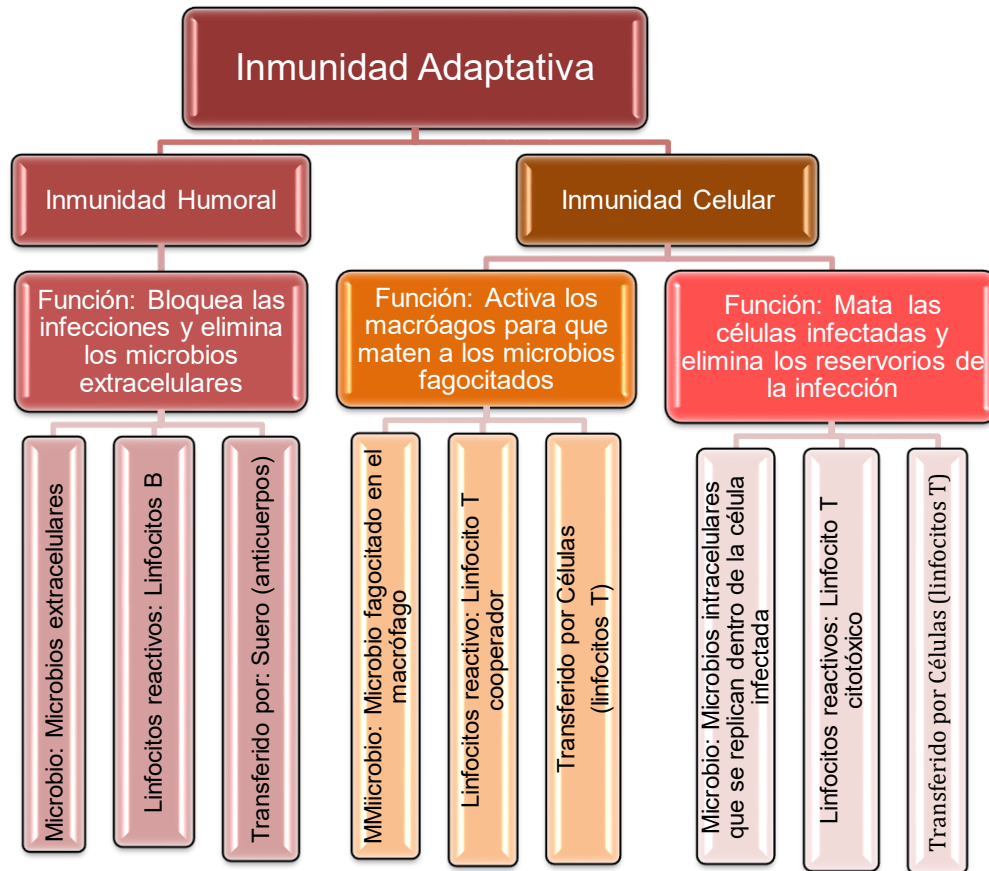 Inmunidad Adaptativa
Inmunidad Humoral
Inmunidad Celular
Función: Bloquea las
infecciones y elimina
los microbios
extracelulares
Función: Activa los
macróagos para que
maten a los microbios
fagocitados
Función: Mata las
células infectadas y
elimina los reservorios de
la infección
Microbio: Microbios extracelulares
Linfocitos reactivos: Linfocitos B
Transferido por: Suero (anticuerpos)
MMiicrobio: Microbio fagocitado en el
macrófago
Linfocitos reactivo: Linfocito T
cooperador
Transferido por Células
(linfocitos T)
Microbio: Microbios intracelulares
que se replican dentro de la célula
infectada
Linfocitos reactivos: Linfocito T
citotóxico
Transferido por Células (linfocitos T)